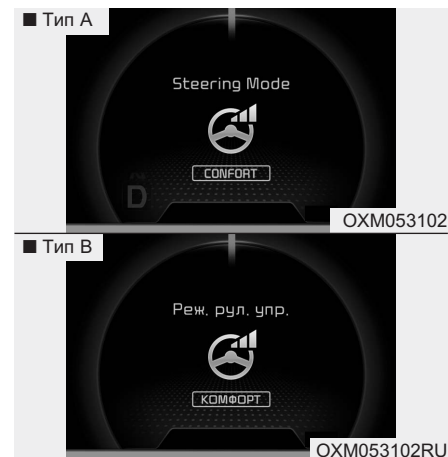 ■ Тип A
Steering Mode
CONFORT
D
OXM053102
■ Тип B
Реж. рул. упр.
КОМФОРТ
OXM053102RU